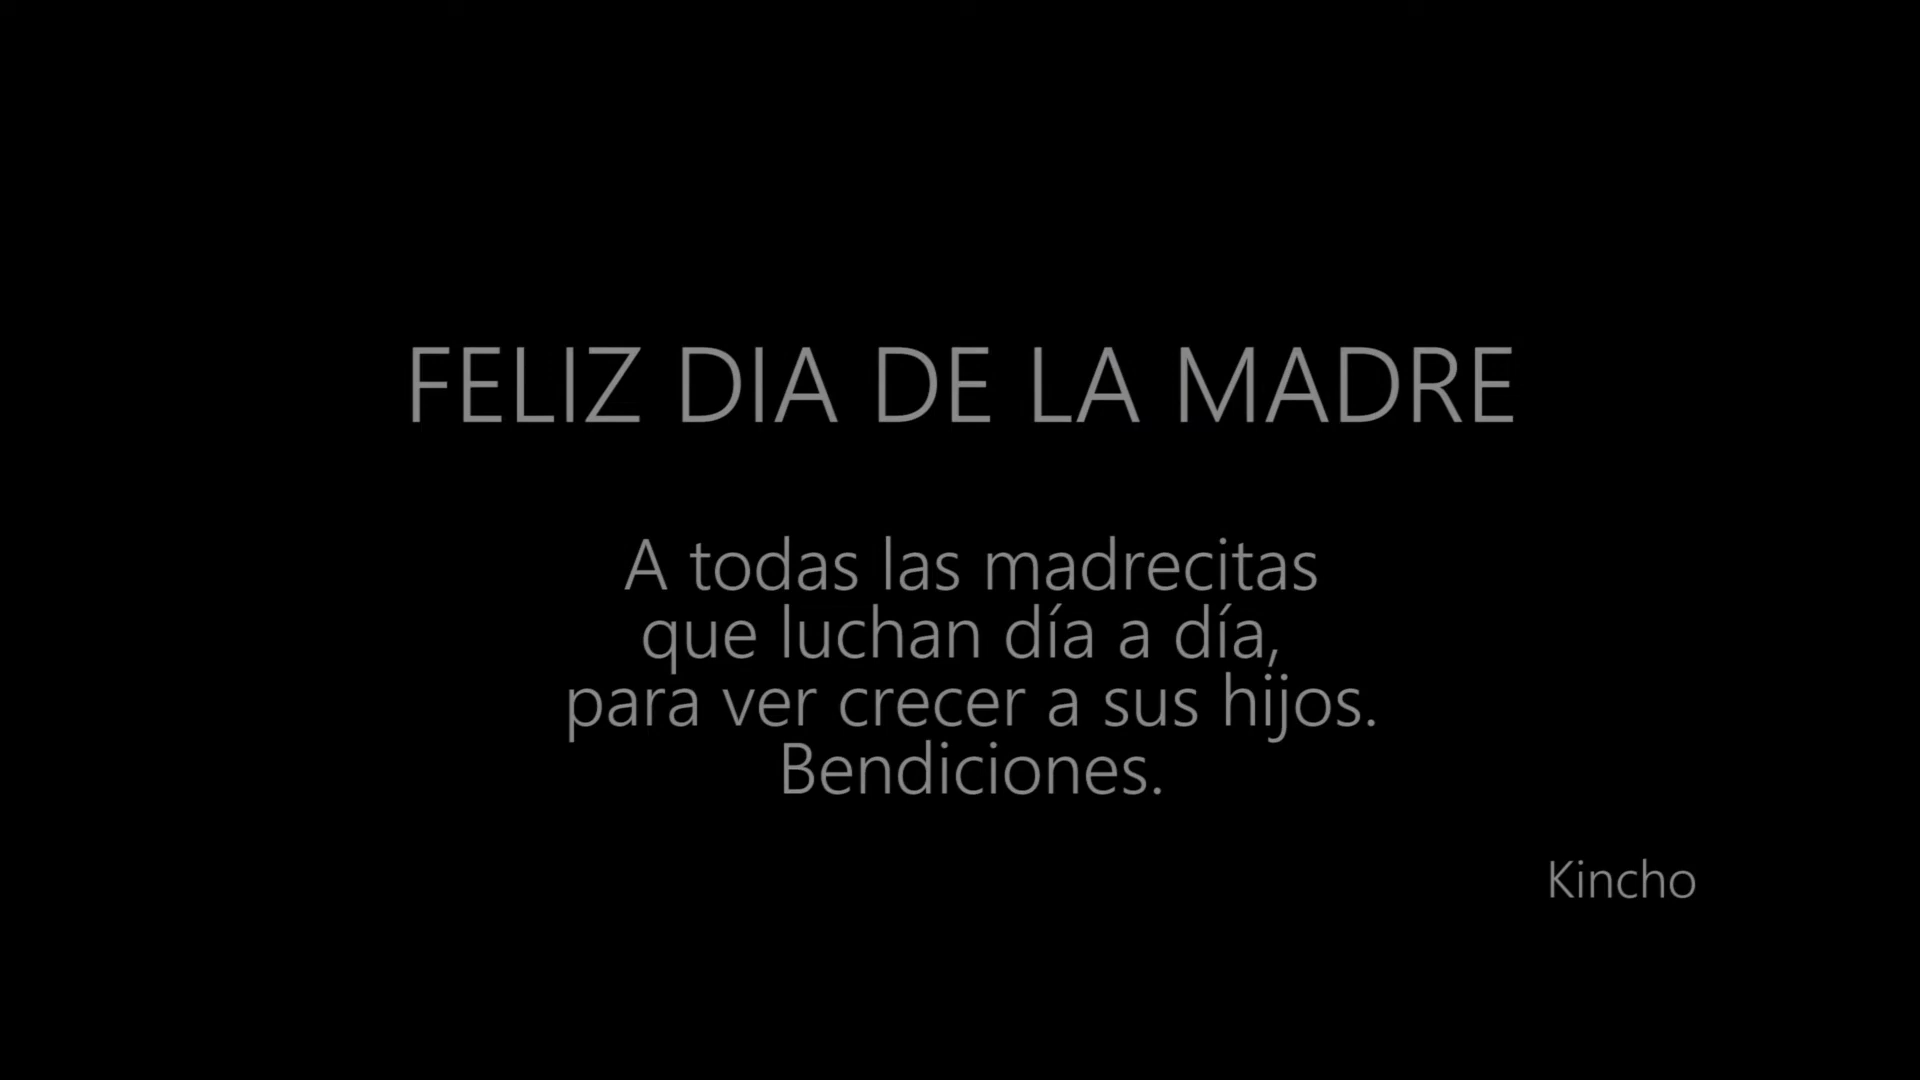 FELIZ DIA DE LA MADRE
A todas las madrecitas
que luchan día a día,
para ver crecer a sus hijos.
Bendiciones.
Kincho